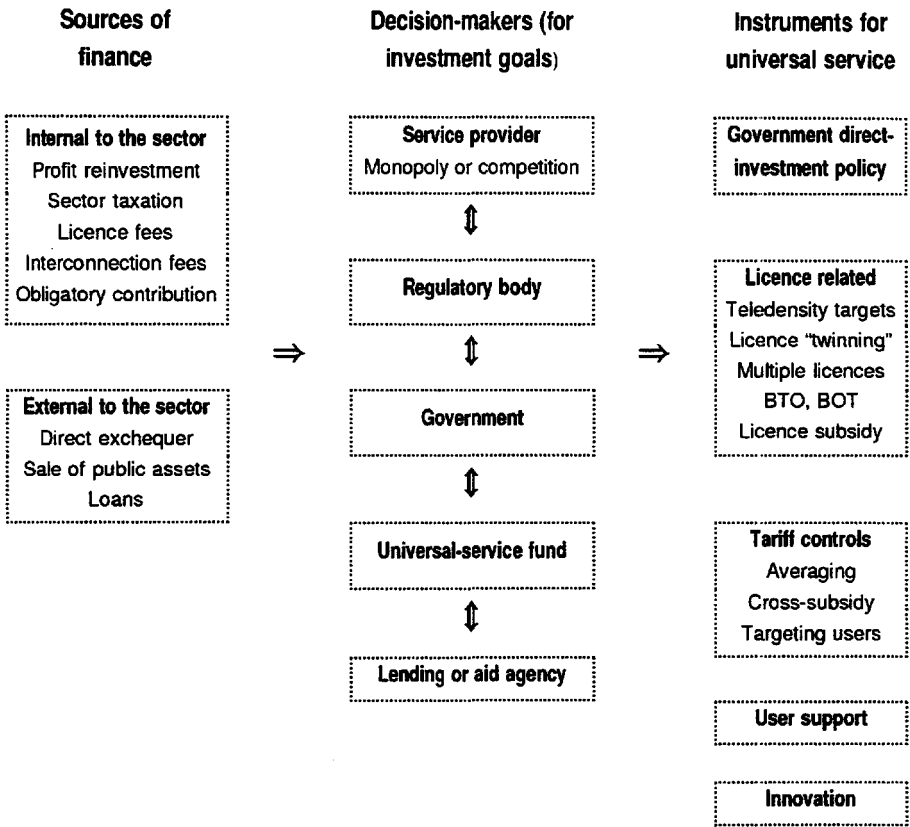 Sources of
finance
Internal to the sector
Profit reinvestment
Sector taxation
Licence fees
Interconnection fees
Obligatory contribution
External to the sector
Direct exchequer
Sale of public assets
Loans
⇒
Decision-makers (for
investment goals)
Service provider
Monopoly or competition
⇕
Regulatory body
⇕
Government
⇕
Universal-service fund
⇕
Lending or aid agency
⇒
Instruments for
universal service
Government direct-
investment policy
Licence related
Teledensity targets
Licence "twinning"
Multiple licences
BTO, BOT
Licence subsidy
Tariff controls
Averaging
Cross-subsidy
Targeting users
User support
Innovation